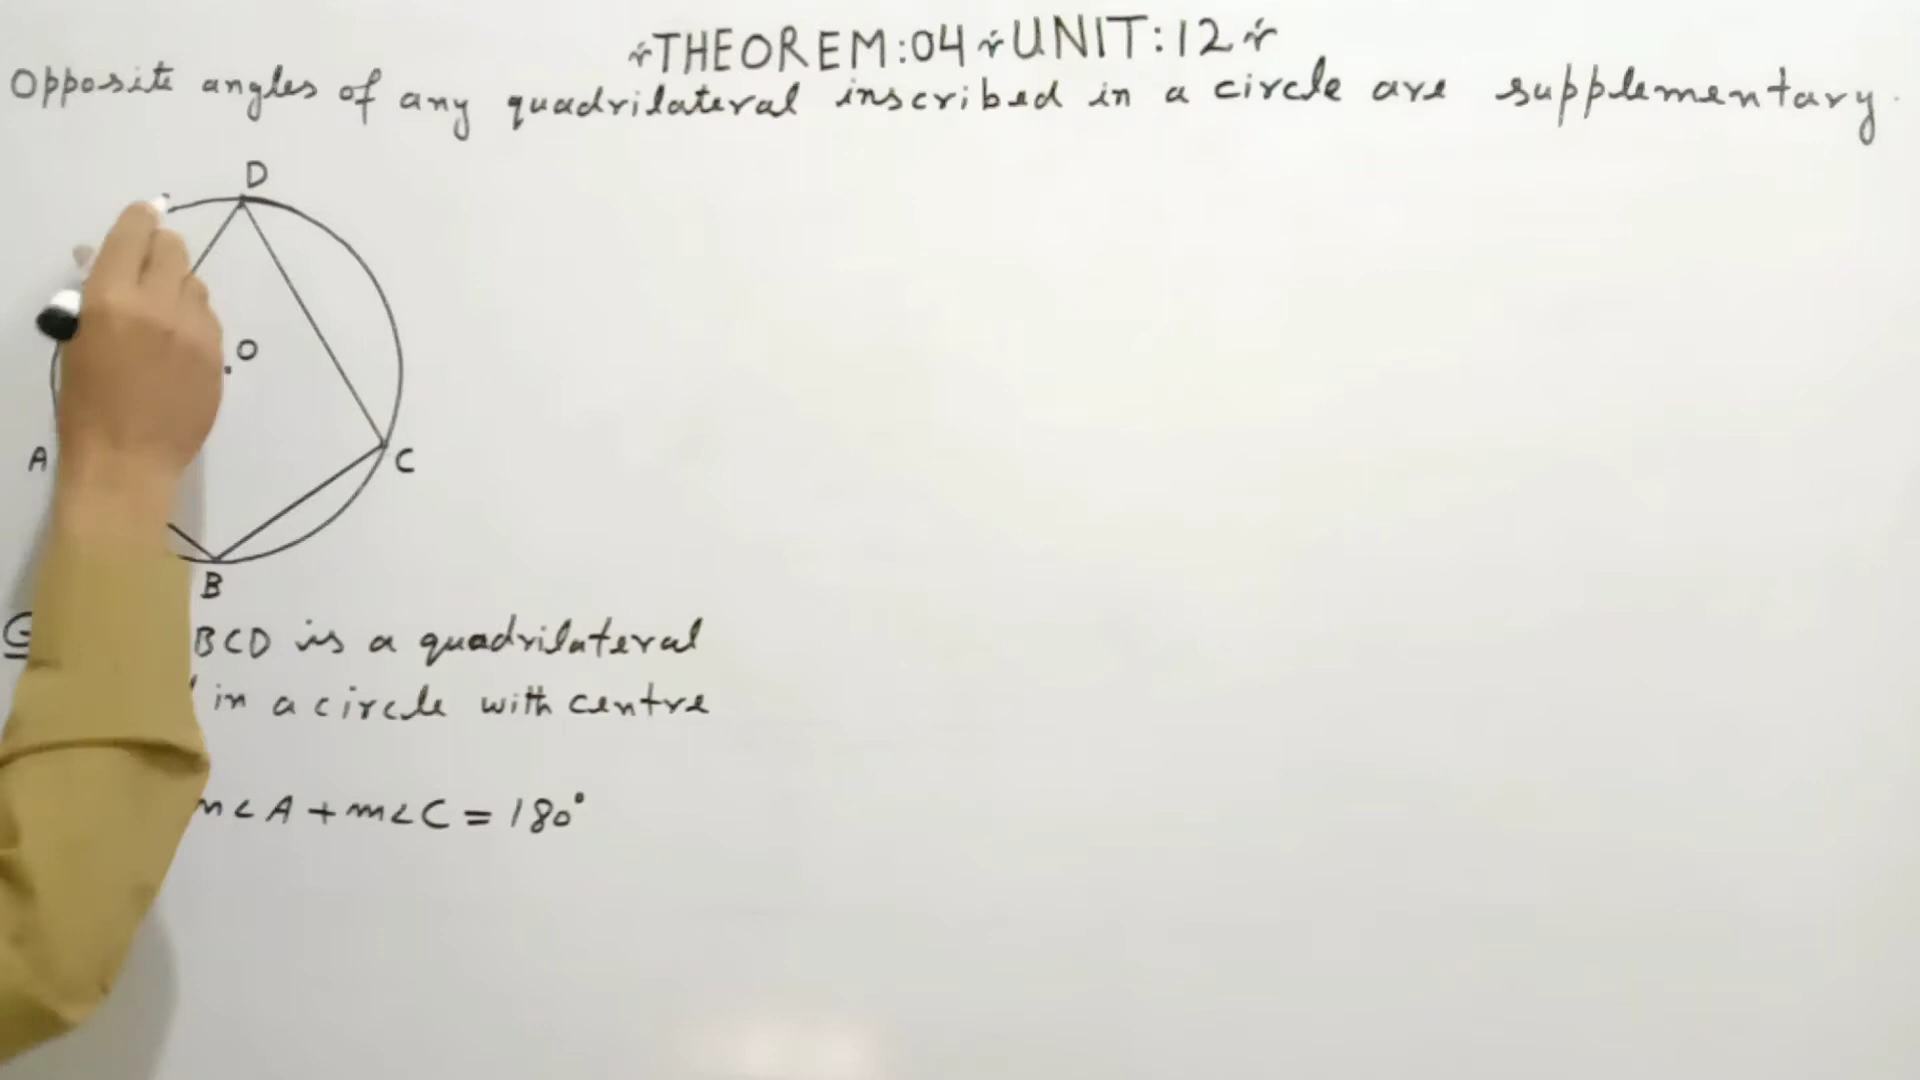 THEOREM:04 UNIT:12
Opposite angles of any quadrilateral inscribed in a circle are supplementary.
D
O
A
C
B
G
BCD is a quadrilateral
in a circle with centre
m<A+m<C=180°